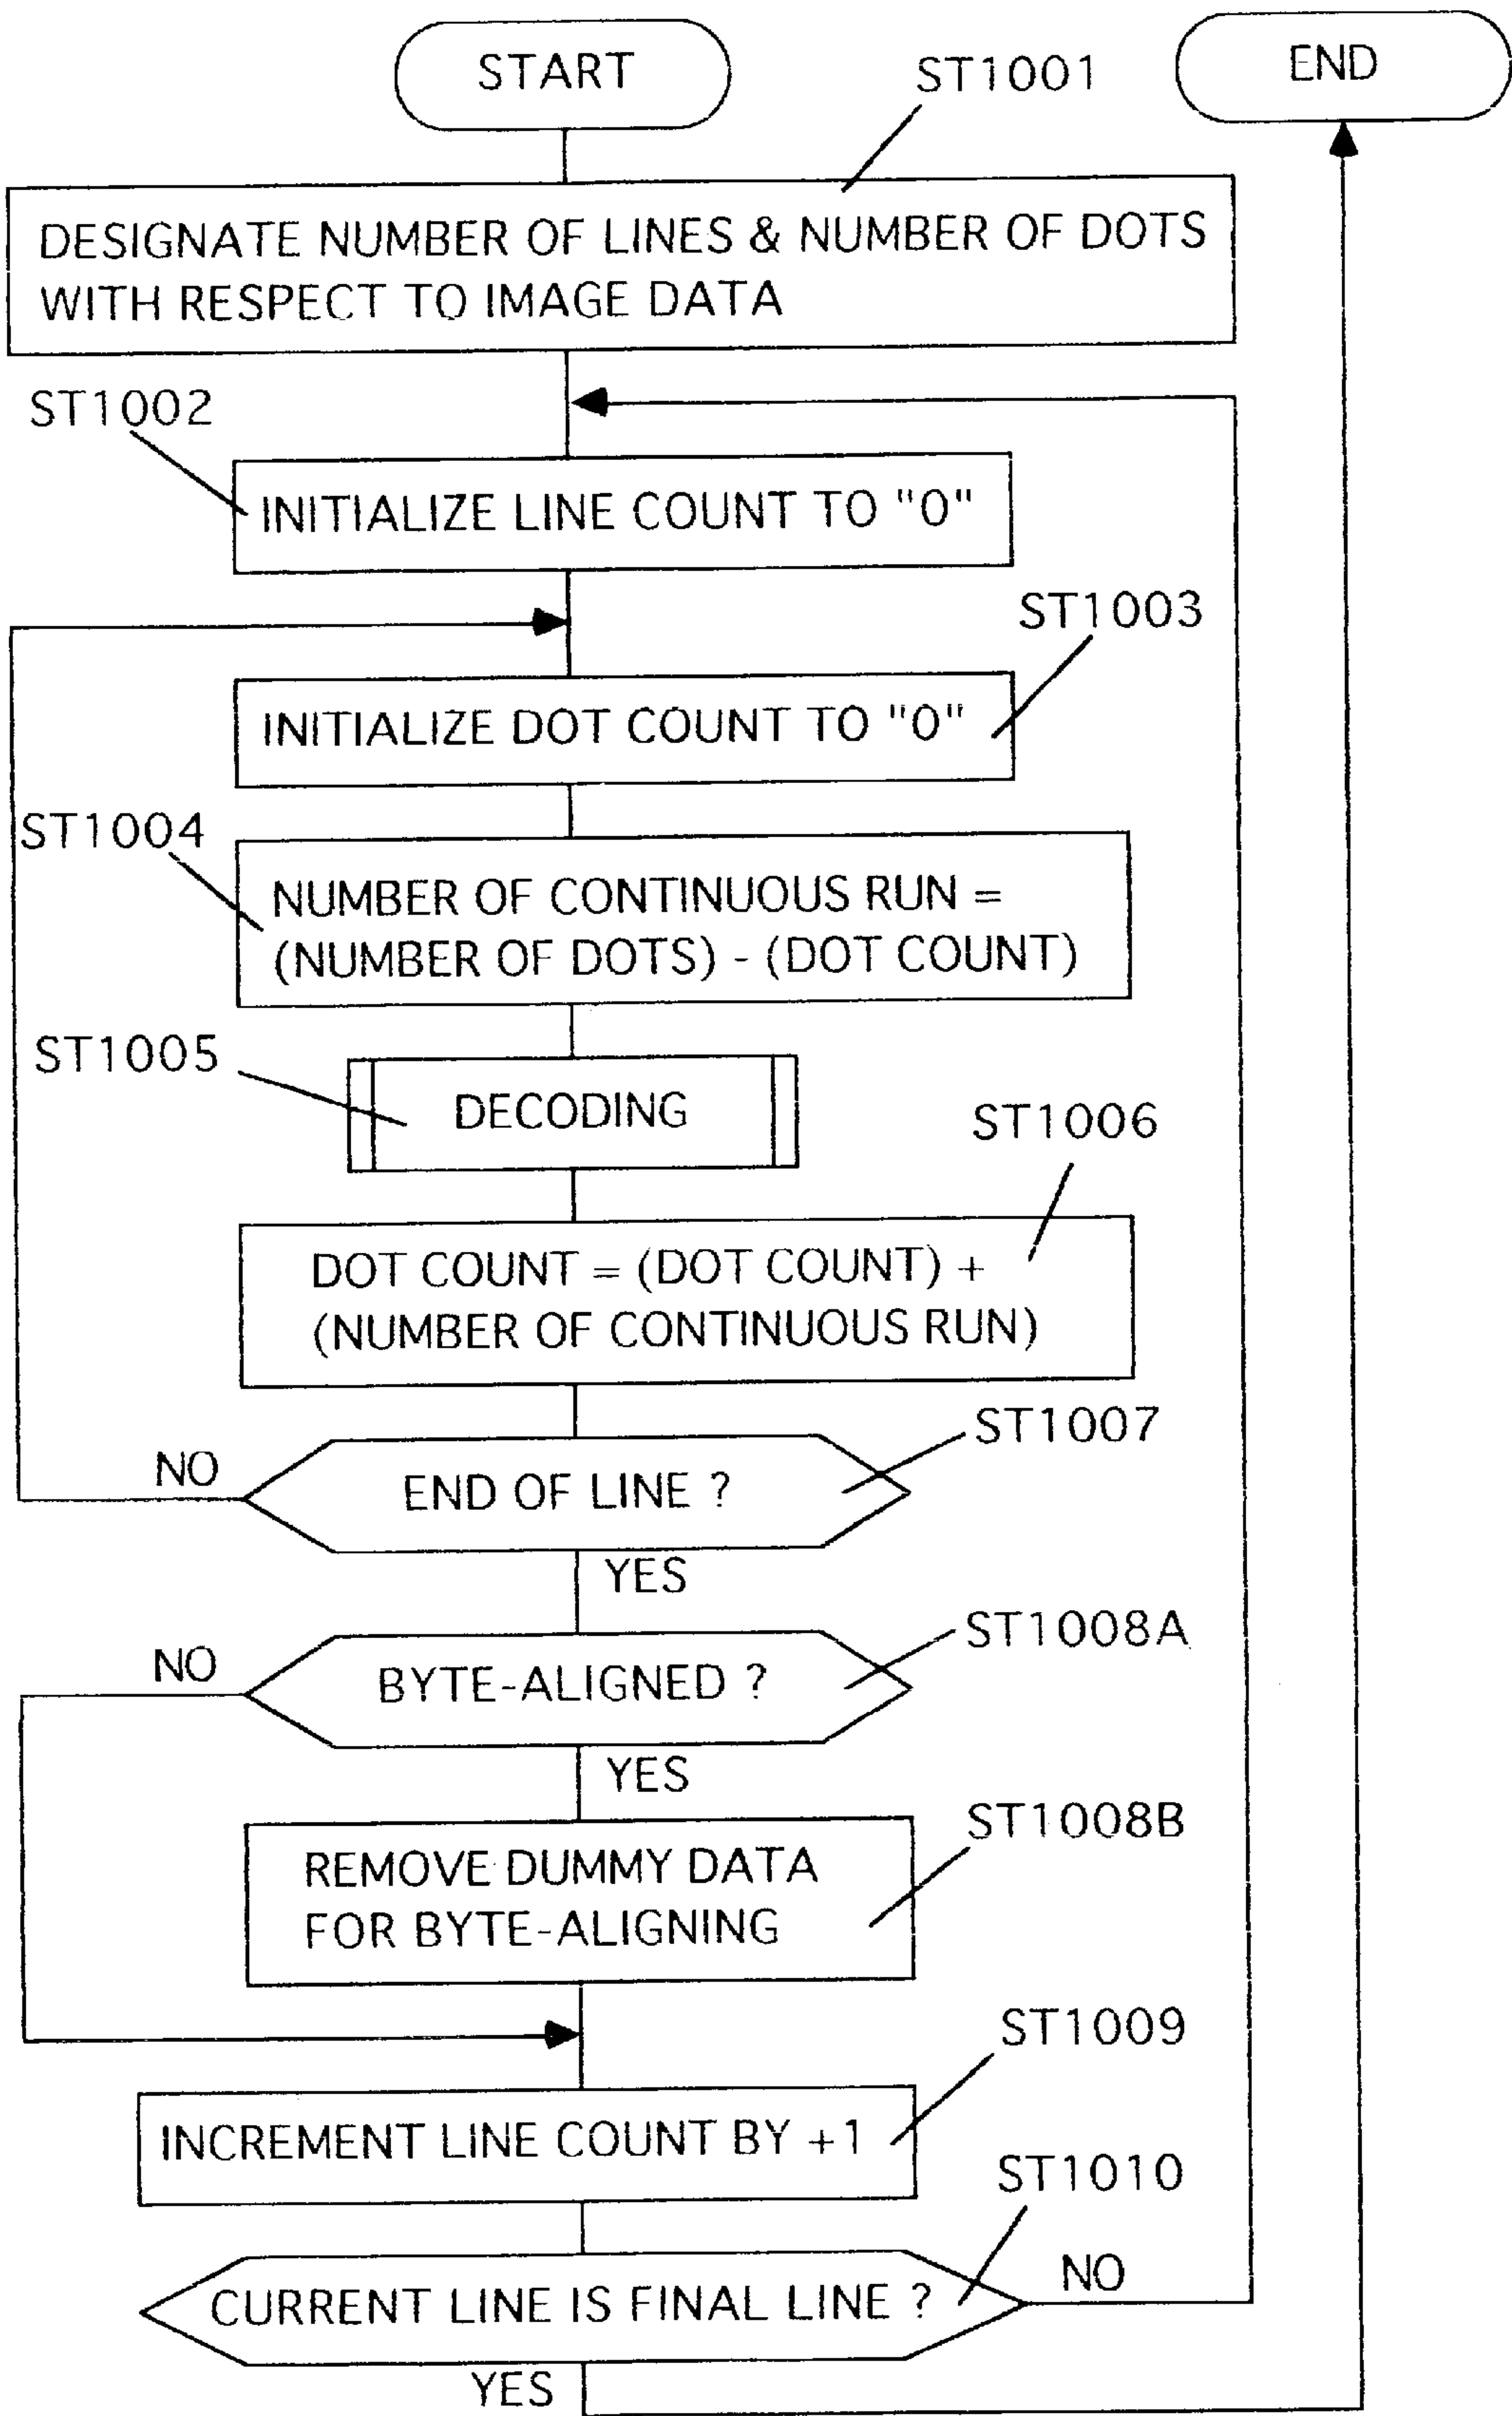 START
END
ST1001
DESIGNATE NUMBER OF LINES & NUMBER OF DOTS
WITH RESPECT TO IMAGE DATA
ST1002
INITIALIZE LINE COUNT TO "0"
ST1003
INITIALIZE DOT COUNT TO "0"
ST1004
NUMBER OF CONTINUOUS RUN =
(NUMBER OF DOTS) - (DOT COUNT)
ST1005
DECODING
ST1006
DOT COUNT = (DOT COUNT) +
(NUMBER OF CONTINUOUS RUN)
ST1007
NO
END OF LINE ?
YES
ST1008A
NO
BYTE-ALIGNED ?
YES
ST1008B
REMOVE DUMMY DATA
FOR BYTE-ALIGNING
ST1009
INCREMENT LINE COUNT BY +1
ST1010
CURRENT LINE IS FINAL LINE ?
NO
YES